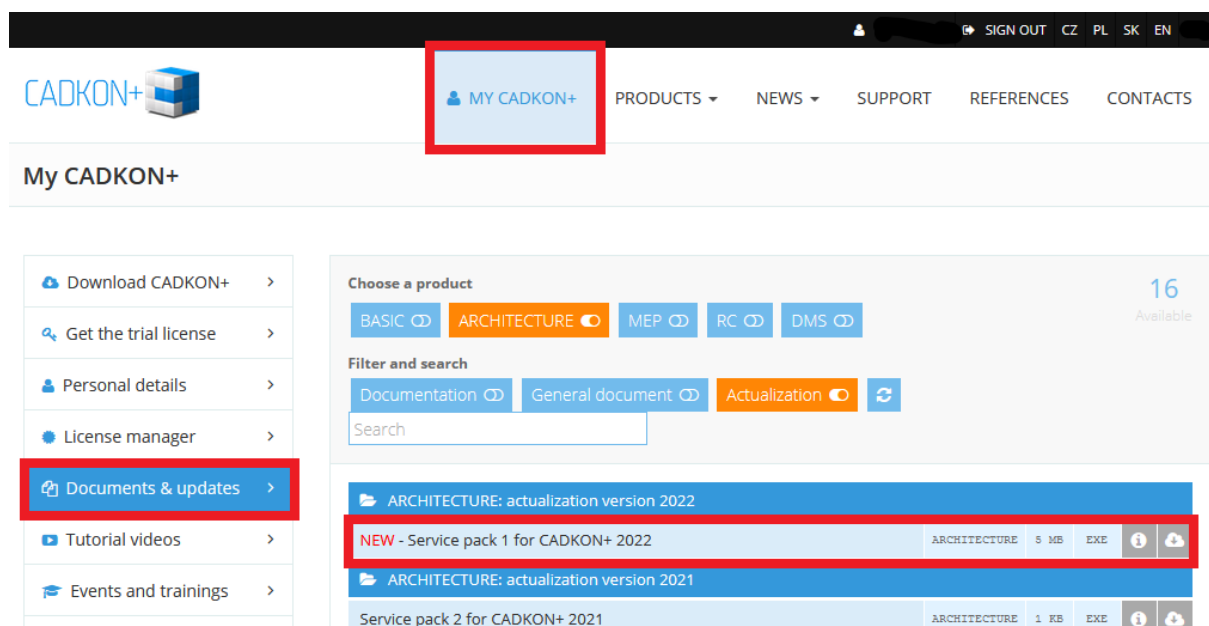 SIGN OUT CZ PL SK EN
CADKON+
MY CADKON+ PRODUCTS NEWS SUPPORT REFERENCES CONTACTS
My CADKON+
Download CADKON+
Get the trial license
Personal details
License manager
Documents & updates
Tutorial videos
Events and trainings
Choose a product
16
Available
BASIC ARCHITECTURE MEP RC DMS
Filter and search
Documentation General document Actualization
Search
ARCHITECTURE: actualization version 2022
NEW - Service pack 1 for CADKON+ 2022 ARCHITECTURE 5 MB EXE
ARCHITECTURE: actualization version 2021
Service pack 2 for CADKON+ 2021 ARCHITECTURE 1 KB EXE